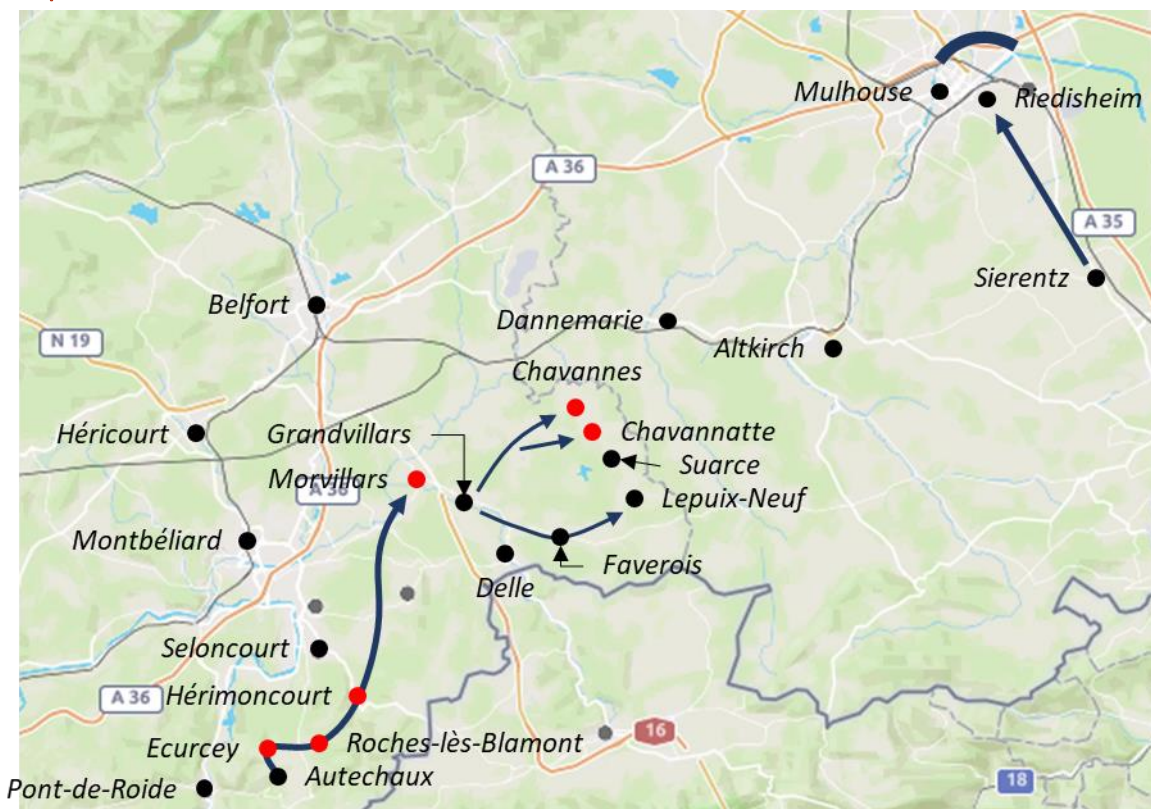 Mulhouse
Riedisheim
A 36
A 35
Sierentz
Belfort
Dannemarie
N 19
Altkirch
Chavannes
Héricourt
Grandvillars
Chavannatte
Suarce
Morvillars
A 36
Lepuix-Neuf
Montbéliard
Faverois
Delle
Seloncourt
Hérimoncourt
A 36
16
Ecurcey
Roches-lès-Blamont
Autechaux
18
Pont-de-Roide